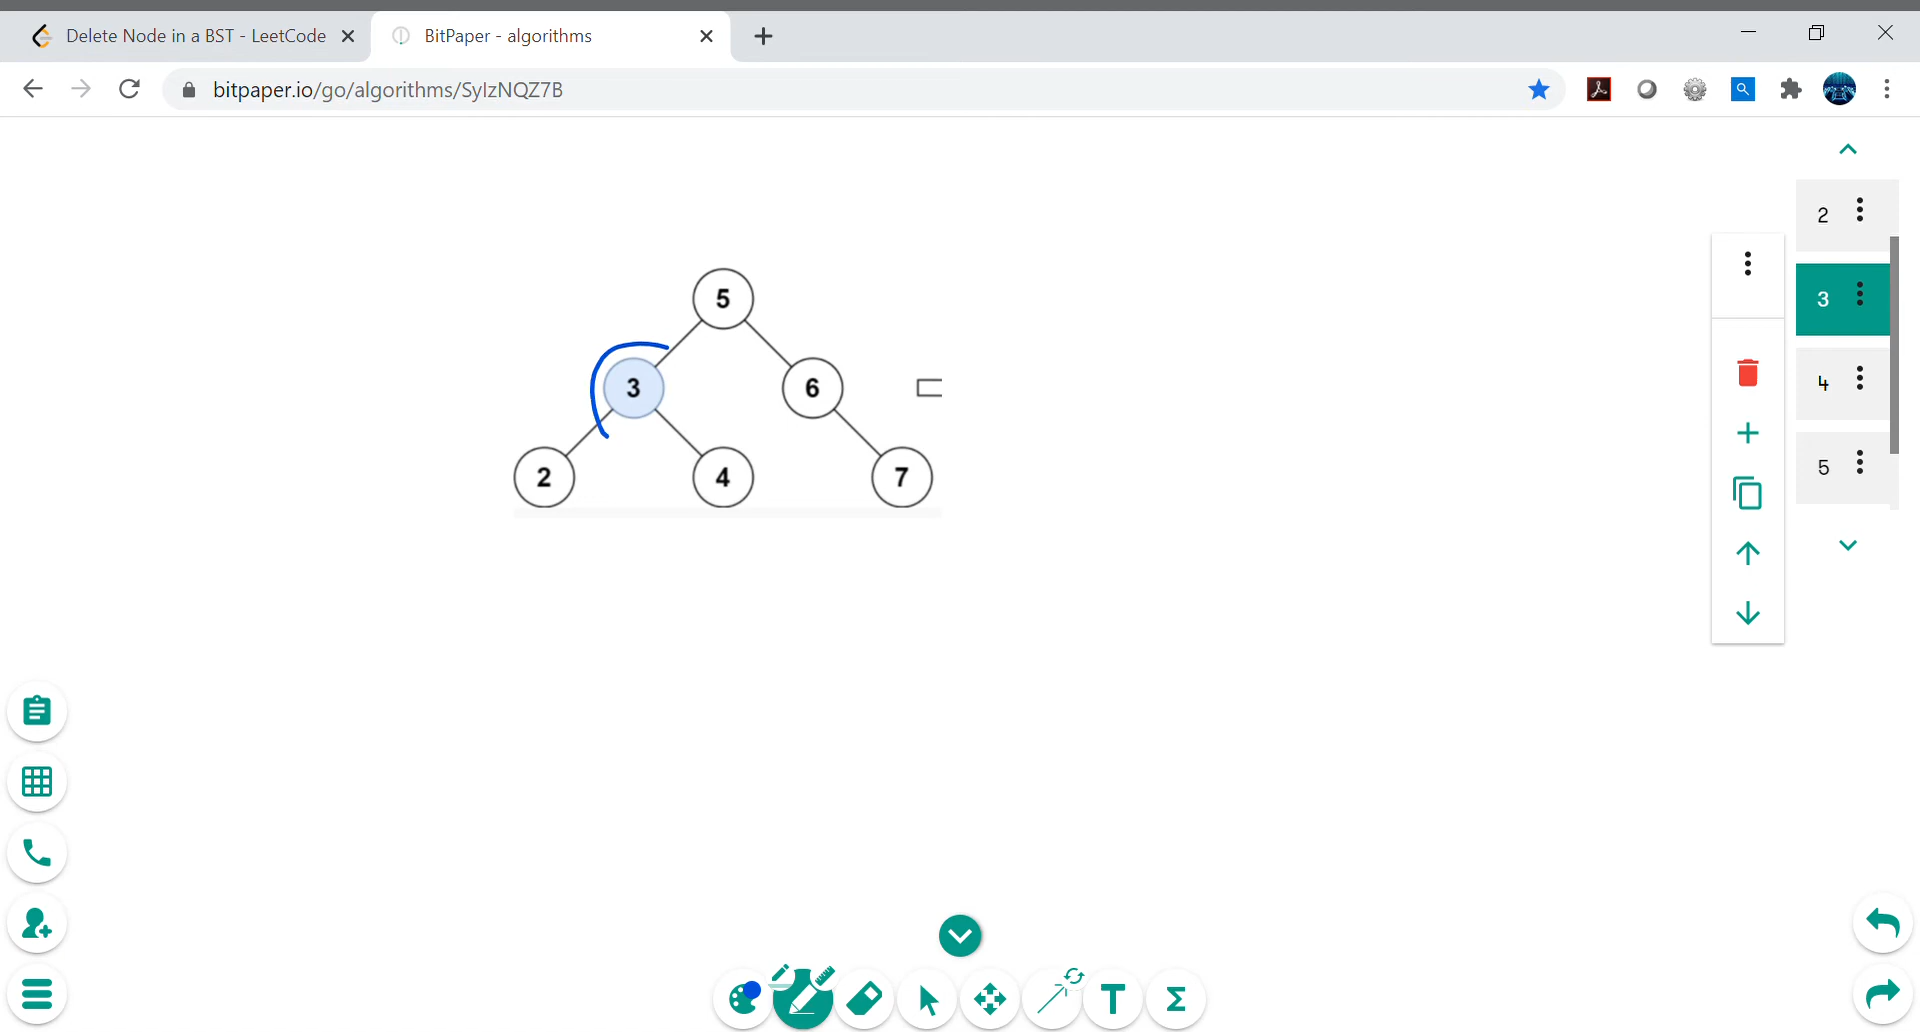 Delete Node in a BST - LeetCode
BitPaper - algorithms
bitpaper.io/go/algorithms/SyIzNQZ7B
2
3
4
5
5
3
6
2
4
7
T
Σ